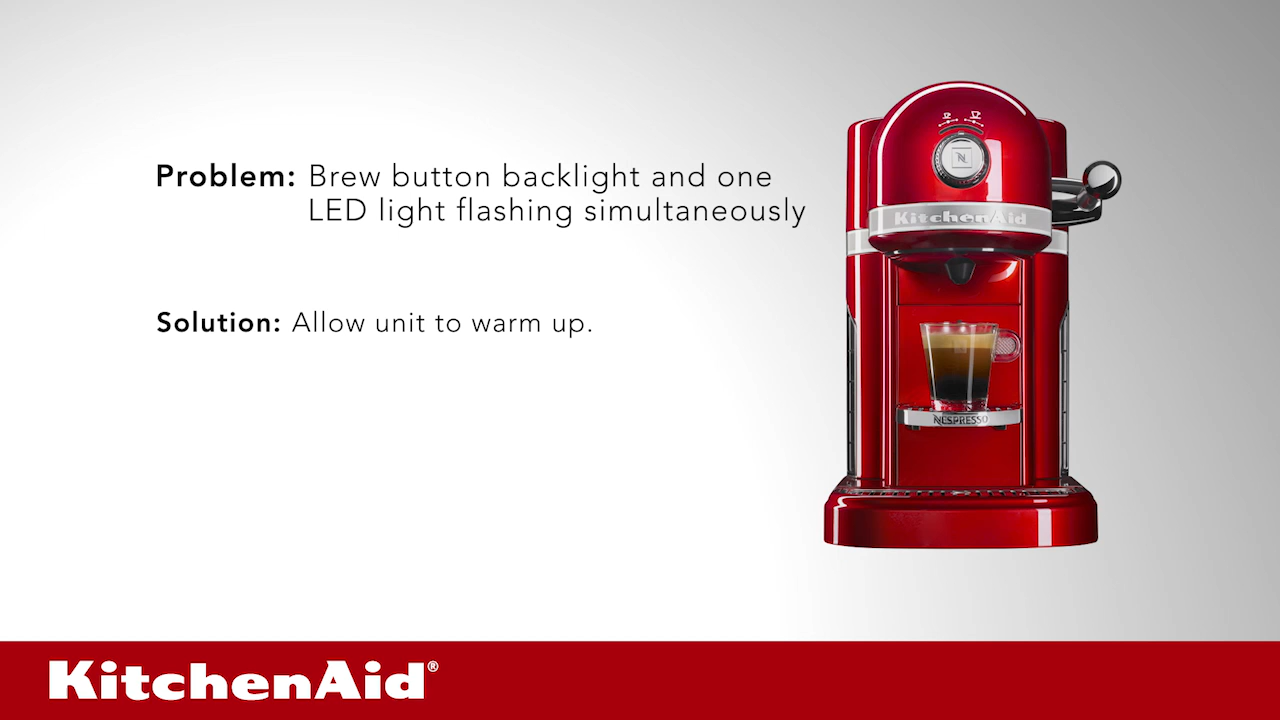 Problem: Brew button backlight and one
LED light flashing simultaneously
Solution: Allow unit to warm up.
KitchenAid
NESPRESSO
KitchenAid®